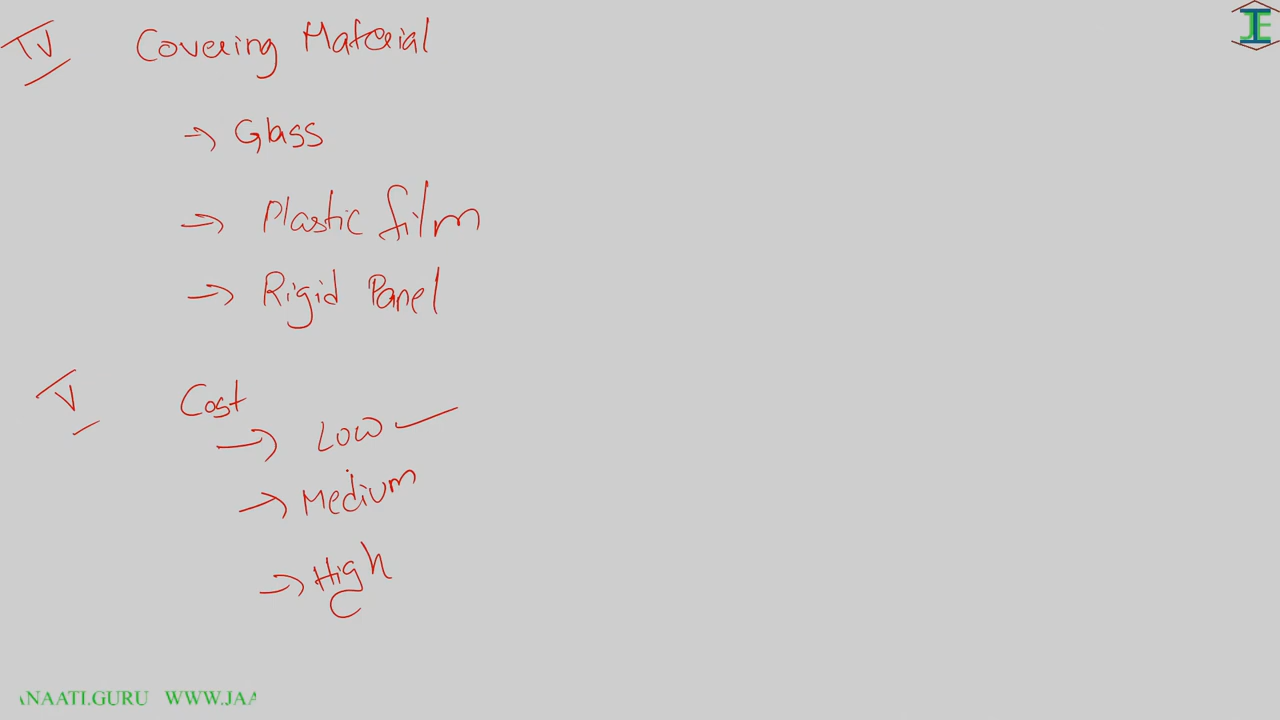 IV Covering Material
→ Glass
→ Plastic film
→ Rigid Panel
V Cost
→ Low
→ Medium
→ High
NAATI.GURU WWW.JAA